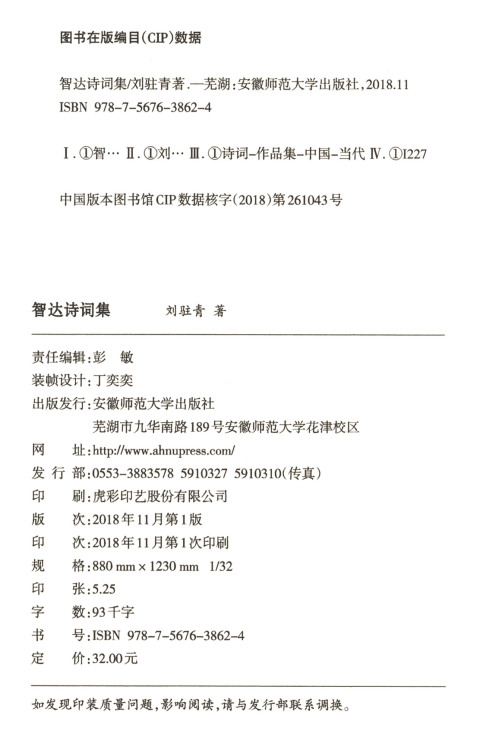 图书在版编目(CIP)数据
智达诗词集/刘驻青著.—芜湖:安徽师范大学出版社,2018.11
ISBN 978-7-5676-3862-4
Ⅰ.①智… Ⅱ.①刘… Ⅲ.①诗词-作品集-中国-当代 Ⅳ.①I227
中国版本图书馆CIP数据核字(2018)第261043号
智达诗词集 刘驻青 著
责任编辑:彭 敏
装帧设计:丁奕奕
出版发行:安徽师范大学出版社
芜湖市九华南路189号安徽师范大学花津校区
网 址:http://www.ahnupress.com/
发 行 部:0553-3883578 5910327 5910310(传真)
印 刷:虎彩印艺股份有限公司
版 次:2018年11月第1版
印 次:2018年11月第1次印刷
规 格:880 mm×1230 mm 1/32
印 张:5.25
字 数:93千字
书 号:ISBN 978-7-5676-3862-4
定 价:32.00元
如发现印装质量问题,影响阅读,请与发行部联系调换。